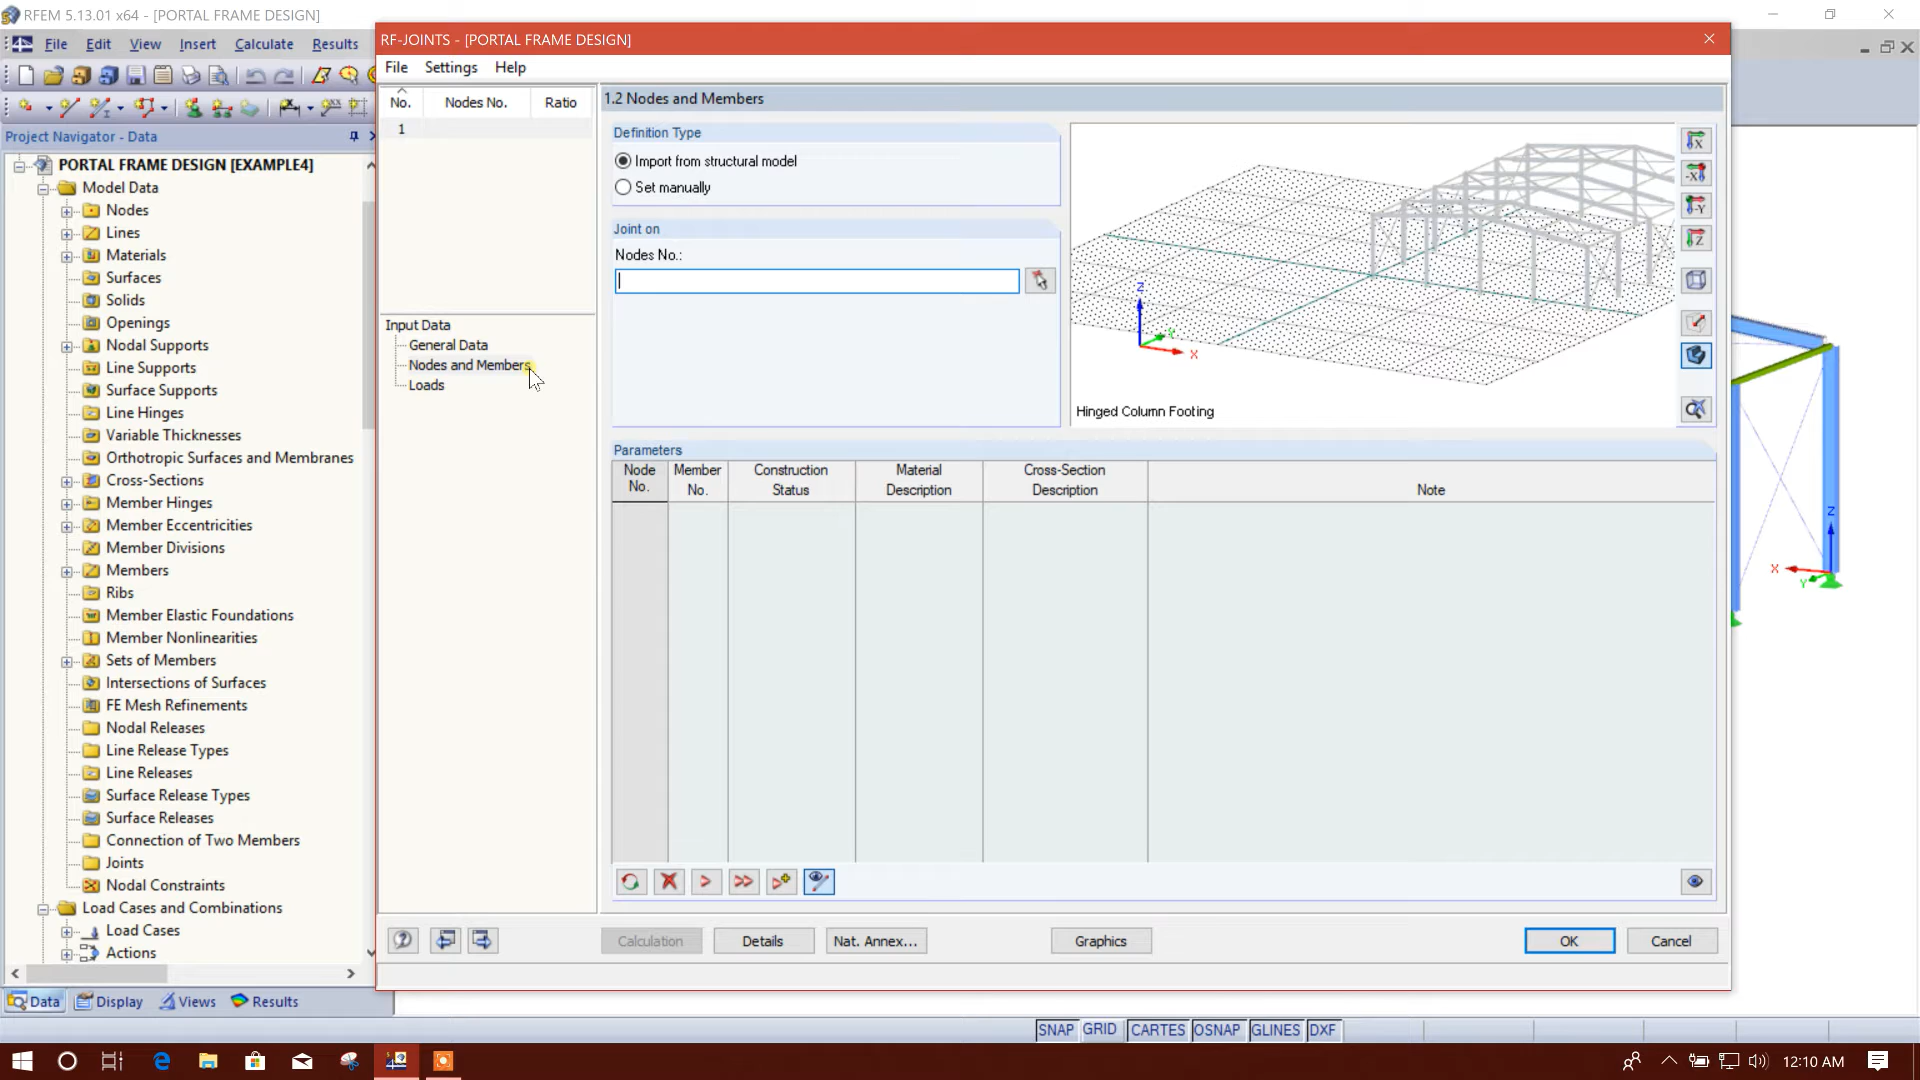 RFEM 5.13.01 x64 - [PORTAL FRAME DESIGN]
File Edit View Insert Calculate Results
Project Navigator - Data
PORTAL FRAME DESIGN [EXAMPLE4]
Model Data
Nodes
Lines
Materials
Surfaces
Solids
Openings
Nodal Supports
Line Supports
Surface Supports
Line Hinges
Variable Thicknesses
Orthotropic Surfaces and Membranes
Cross-Sections
Member Hinges
Member Eccentricities
Member Divisions
Members
Ribs
Member Elastic Foundations
Member Nonlinearities
Sets of Members
Intersections of Surfaces
FE Mesh Refinements
Nodal Releases
Line Release Types
Line Releases
Surface Release Types
Surface Releases
Connection of Two Members
Joints
Nodal Constraints
Load Cases and Combinations
Load Cases
Actions
Data Display Views Results
RF-JOINTS - [PORTAL FRAME DESIGN]
File Settings Help
No. Nodes No. Ratio
1
Input Data
General Data
Nodes and Members
Loads
1.2 Nodes and Members
Definition Type
Import from structural model
Set manually
Joint on
Nodes No.:
Z
Y
X
Hinged Column Footing
X
-X
-Y
Z
Parameters
Node No.
Member No.
Construction Status
Material Description
Cross-Section Description
Note
Calculation Details Nat. Annex... Graphics OK Cancel
Z
X
Y
SNAP GRID CARTES OSNAP GLINES DXF
12:10 AM